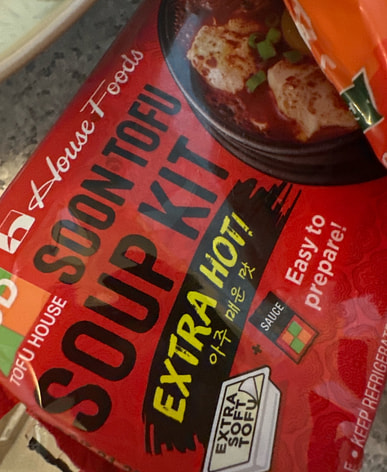 House Foods
SOON TOFU
SOUP KIT
EXTRA HOT!
아주 매운 맛
Easy to
prepare!
TOFU HOUSE
EXTRA
SOFT
TOFU
+
SAUCE
• KEEP REFRIGERA